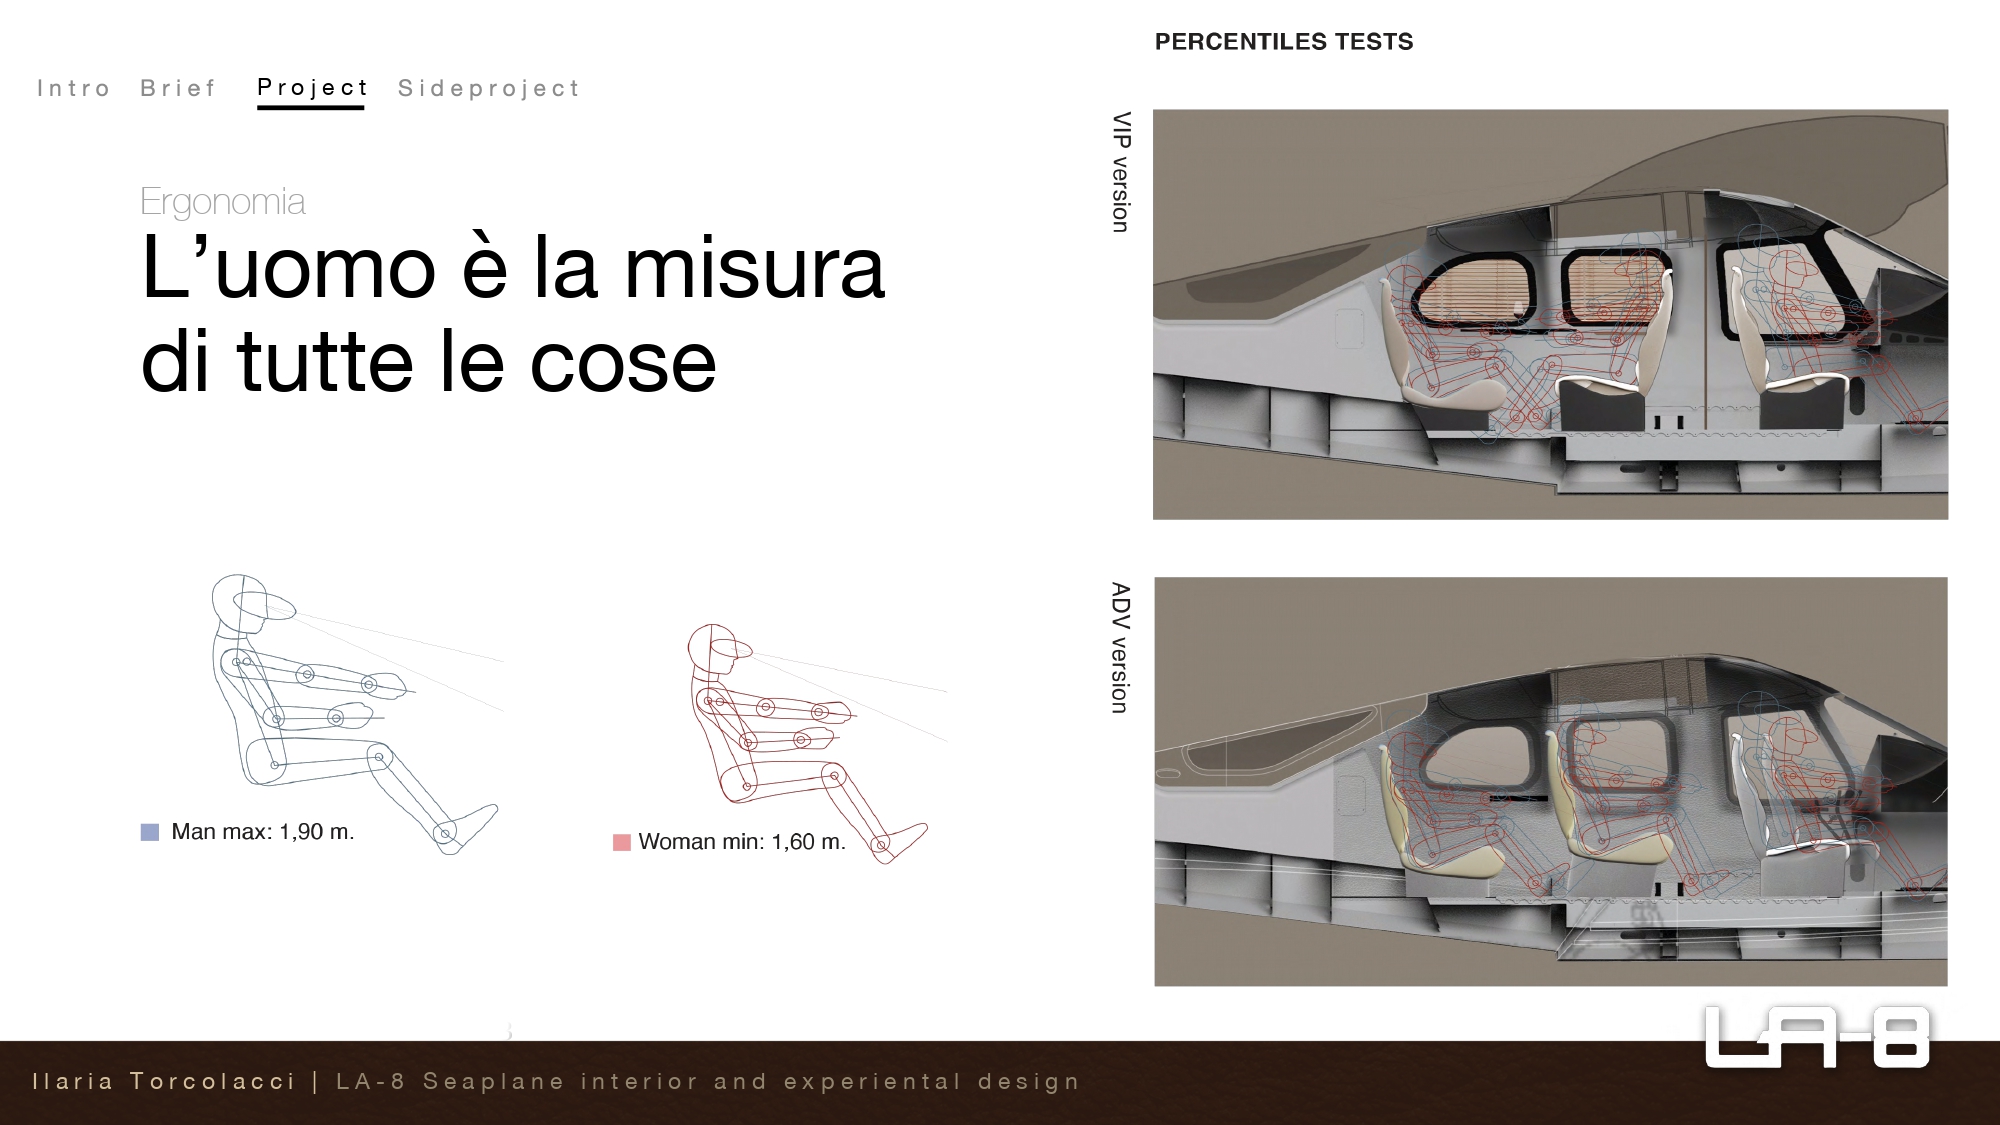 PERCENTILES TESTS
Intro Brief Project Sideproject
Ergonomia
L’uomo è la misura
di tutte le cose
VIP version
ADV version
Man max: 1,90 m.
Woman min: 1,60 m.
LA-8
Ilaria Torcolacci | LA-8 Seaplane interior and experiental design